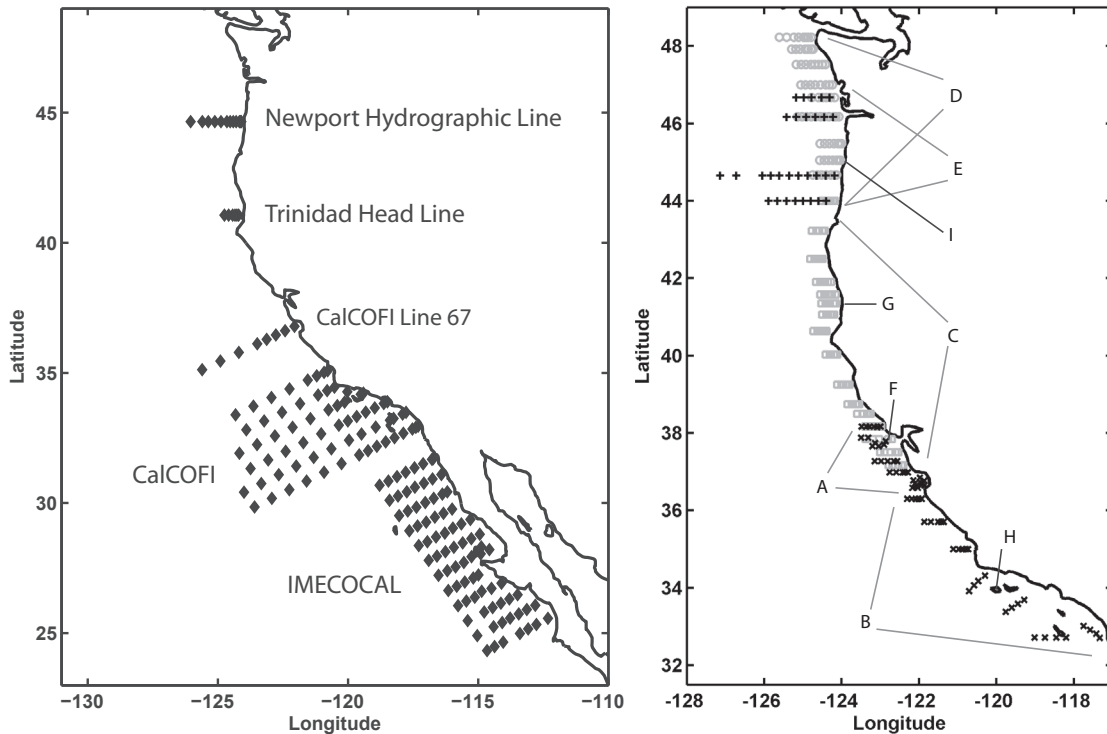 45
40
35
30
25
Latitude
Newport Hydrographic Line
Trinidad Head Line
CalCOFI Line 67
CalCOFI
IMECOCAL
−130
−125
−120
−115
−110
Longitude
48
46
44
42
40
38
36
34
32
Latitude
D
E
I
G
C
F
A
H
B
-128
-126
-124
-122
-120
-118
Longitude